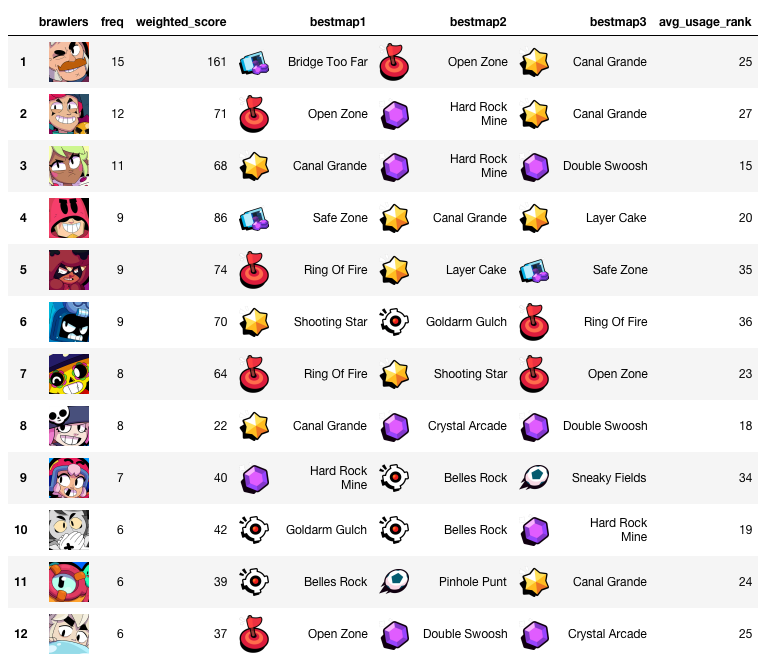 brawlers freq weighted_score bestmap1 bestmap2 bestmap3 avg_usage_rank
1 15 161 Bridge Too Far Open Zone Canal Grande 25
2 12 71 Open Zone Hard Rock Mine Canal Grande 27
3 11 68 Canal Grande Hard Rock Mine Double Swoosh 15
4 9 86 Safe Zone Canal Grande Layer Cake 20
5 9 74 Ring Of Fire Layer Cake Safe Zone 35
6 9 70 Shooting Star Goldarm Gulch Ring Of Fire 36
7 8 64 Ring Of Fire Shooting Star Open Zone 23
8 8 22 Canal Grande Crystal Arcade Double Swoosh 18
9 7 40 Hard Rock Mine Belles Rock Sneaky Fields 34
10 6 42 Goldarm Gulch Belles Rock Hard Rock Mine 19
11 6 39 Belles Rock Pinhole Punt Canal Grande 24
12 6 37 Open Zone Double Swoosh Crystal Arcade 25